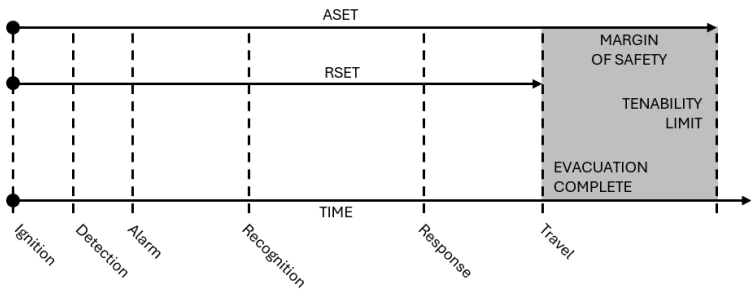 ASET
MARGIN
OF SAFETY
RSET
TENABILITY
LIMIT
EVACUATION
COMPLETE
TIME
Ignition
Detection
Alarm
Recognition
Response
Travel